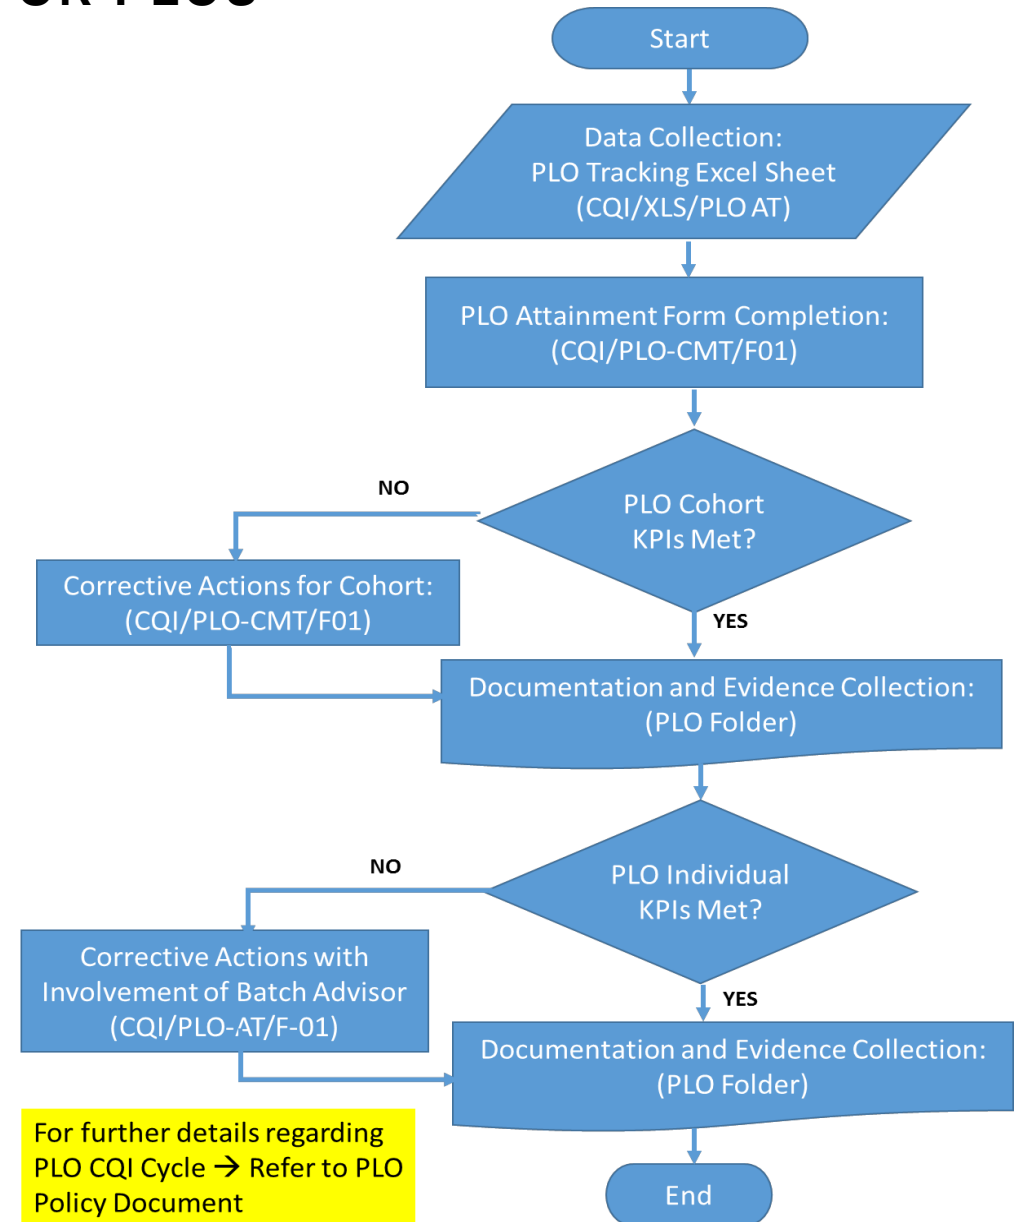 Start
Data Collection:
PLO Tracking Excel Sheet
(CQI/XLS/PLO AT)
PLO Attainment Form Completion:
(CQI/PLO-CMT/F01)
PLO Cohort
KPIs Met?
NO
Corrective Actions for Cohort:
(CQI/PLO-CMT/F01)
YES
Documentation and Evidence Collection:
(PLO Folder)
PLO Individual
KPIs Met?
NO
Corrective Actions with
Involvement of Batch Advisor
(CQI/PLO-AT/F-01)
YES
Documentation and Evidence Collection:
(PLO Folder)
For further details regarding
PLO CQI Cycle → Refer to PLO
Policy Document
End